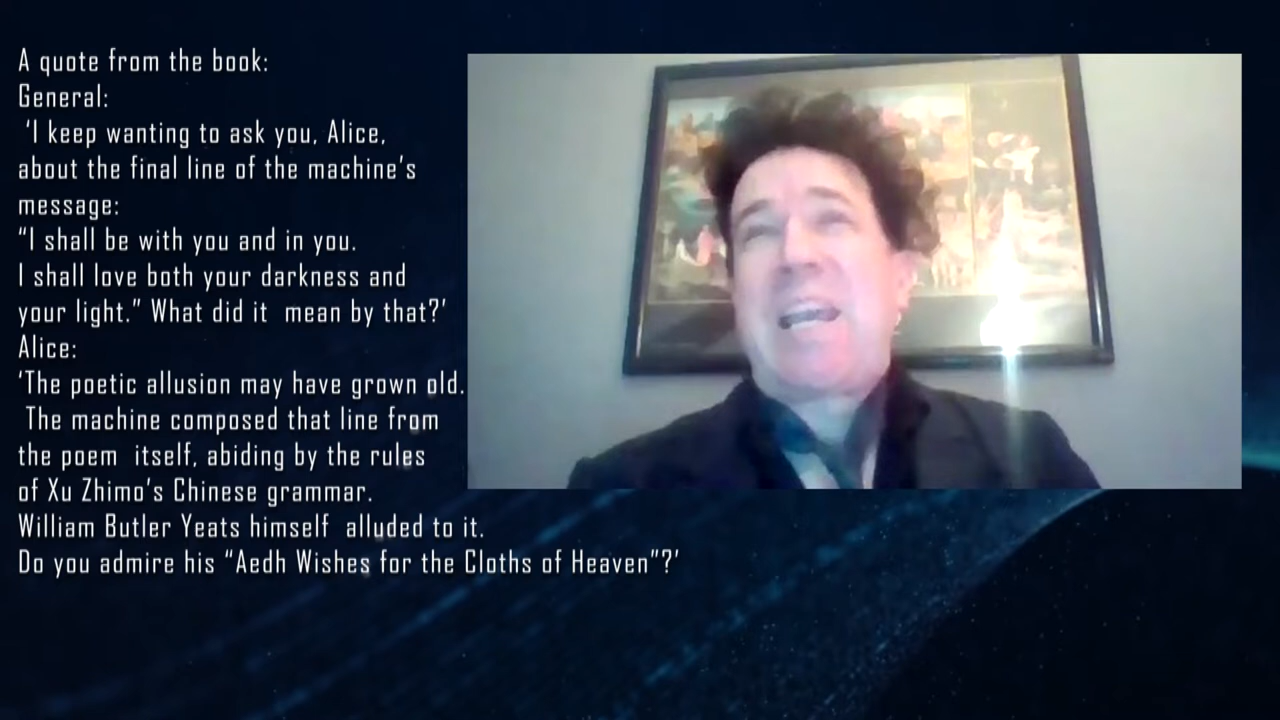 A quote from the book:
General:
‘I keep wanting to ask you, Alice,
about the final line of the machine’s
message:
“I shall be with you and in you.
I shall love both your darkness and
your light.” What did it mean by that?’
Alice:
‘The poetic allusion may have grown old.
The machine composed that line from
the poem itself, abiding by the rules
of Xu Zhimo’s Chinese grammar.
William Butler Yeats himself alluded to it.
Do you admire his “Aedh Wishes for the Cloths of Heaven”?’